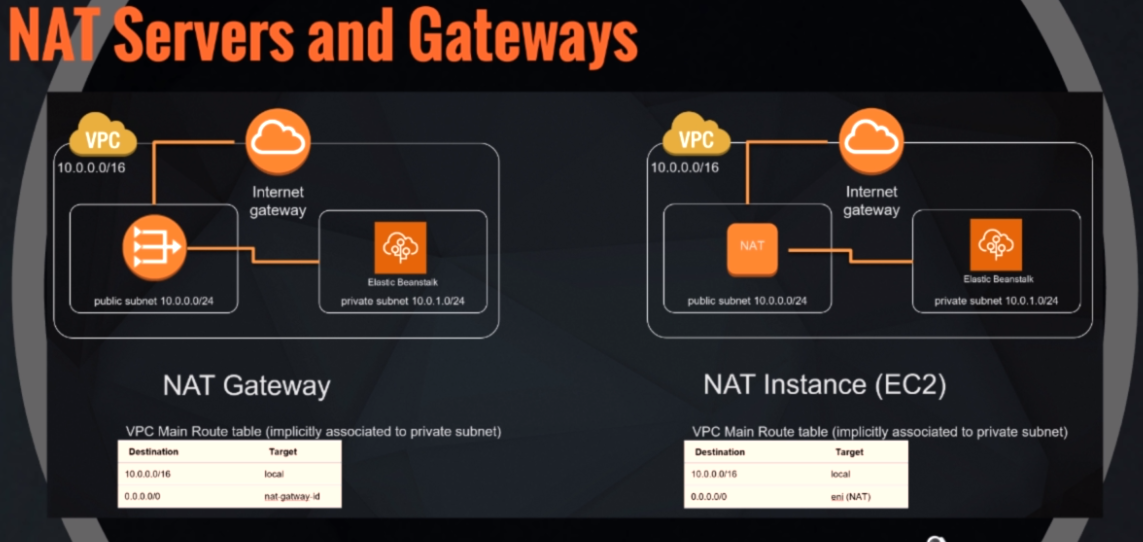 NAT Servers and Gateways
VPC
10.0.0.0/16
Internet
gateway
Elastic Beanstalk
public subnet 10.0.0.0/24
private subnet 10.0.1.0/24
NAT Gateway
VPC Main Route table (implicitly associated to private subnet)
Destination Target
10.0.0.0/16 local
0.0.0.0/0 nat-gatway-id
VPC
10.0.0.0/16
Internet
gateway
NAT
Elastic Beanstalk
public subnet 10.0.0.0/24
private subnet 10.0.1.0/24
NAT Instance (EC2)
VPC Main Route table (implicitly associated to private subnet)
Destination Target
10.0.0.0/16 local
0.0.0.0/0 eni (NAT)